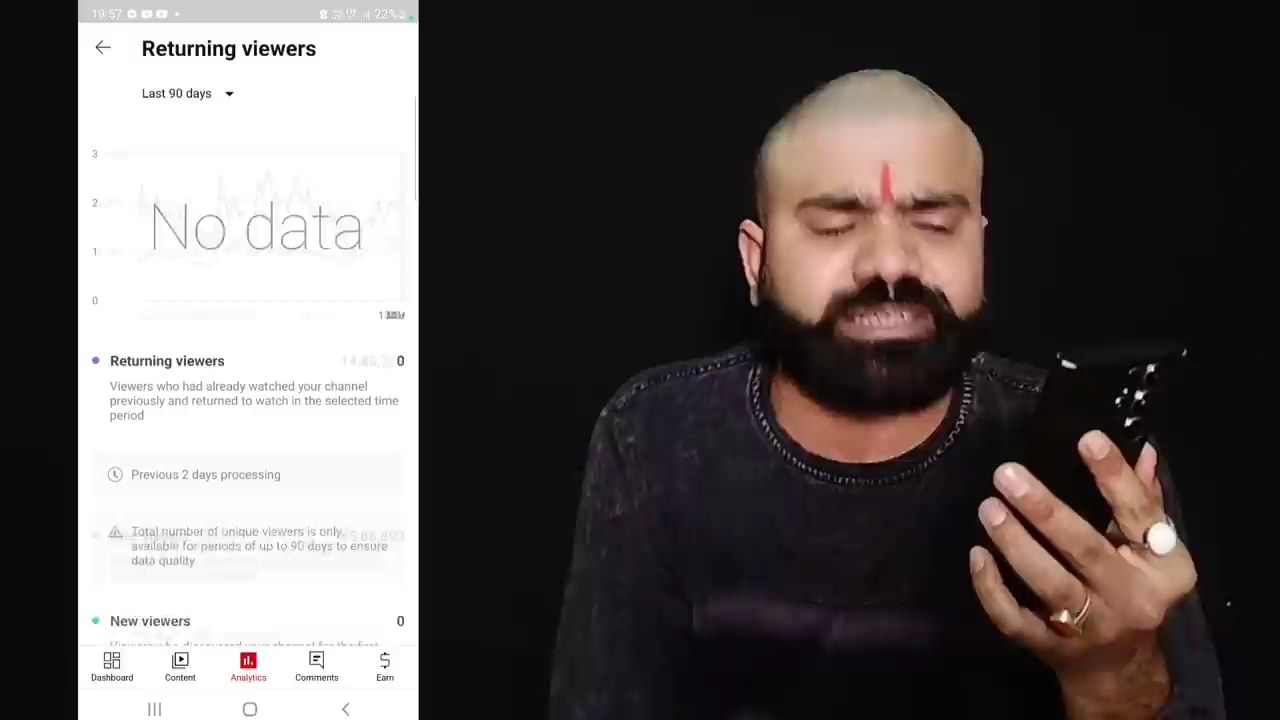 19:57
22%
Returning viewers
Last 90 days
3
2
1
0
No data
Returning viewers 0
Viewers who had already watched your channel
previously and returned to watch in the selected time
period
Previous 2 days processing
Total number of unique viewers is only
available for periods of up to 90 days to ensure
data quality
New viewers 0
Dashboard Content Analytics Comments Earn